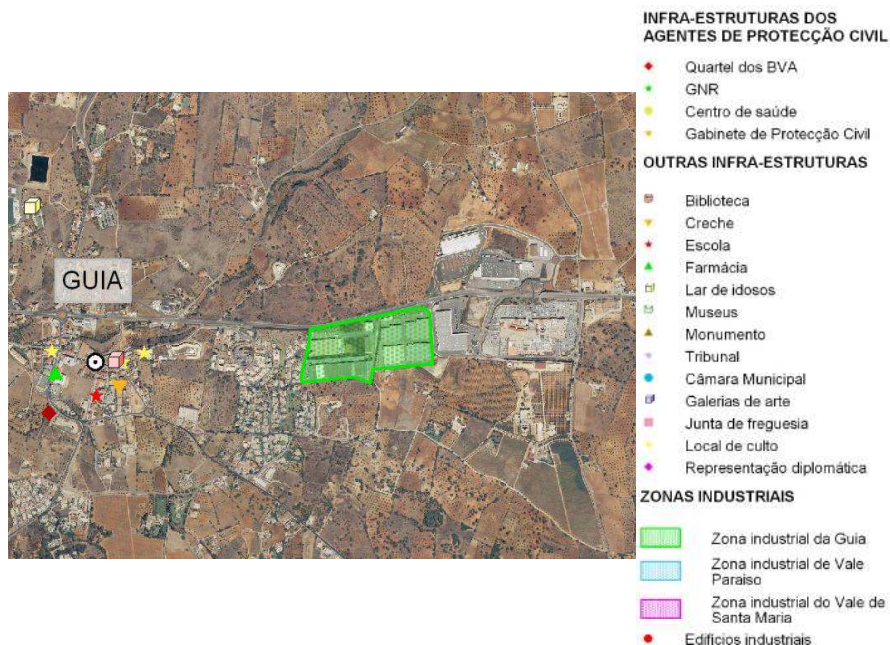 GUIA
INFRA-ESTRUTURAS DOS
AGENTES DE PROTECÇÃO CIVIL
Quartel dos BVA
GNR
Centro de saúde
Gabinete de Protecção Civil
OUTRAS INFRA-ESTRUTURAS
Biblioteca
Creche
Escola
Farmácia
Lar de idosos
Museus
Monumento
Tribunal
Câmara Municipal
Galerias de arte
Junta de freguesia
Local de culto
Representação diplomática
ZONAS INDUSTRIAIS
Zona industrial da Guia
Zona industrial de Vale
Paraiso
Zona industrial do Vale de
Santa Maria
Edifícios industriais